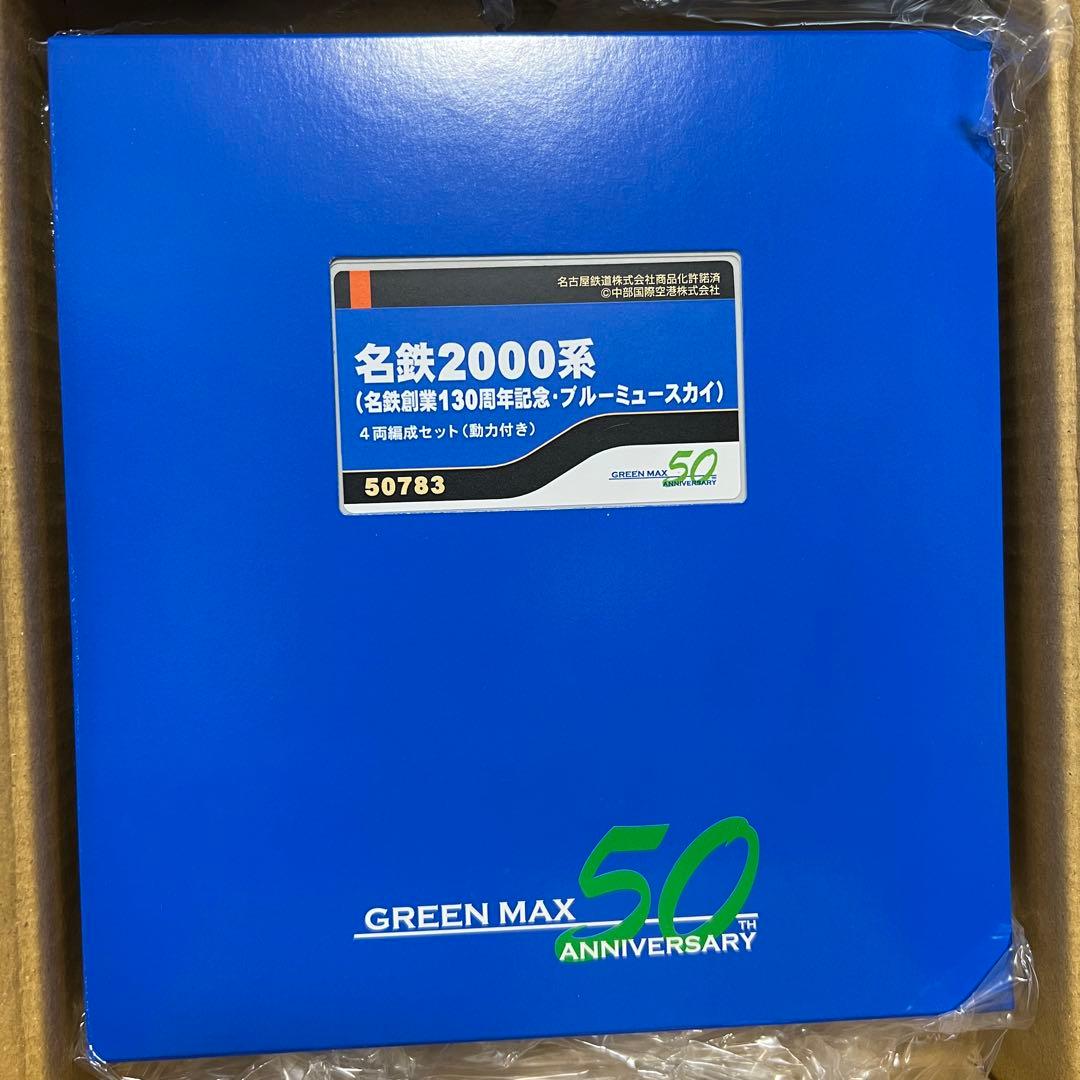 名古屋鉄道株式会社商品化許諾済
©中部国際空港株式会社
名鉄2000系
(名鉄創業130周年記念・ブルーミュースカイ)
4両編成セット(動力付き)
50783
GREEN MAX 50TH
ANNIVERSARY
GREEN MAX 50TH
ANNIVERSARY